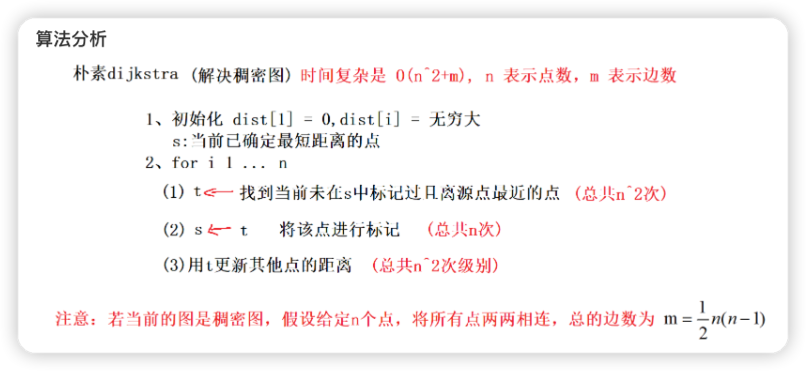 算法分析
朴素dijkstra (解决稠密图) 时间复杂是 O(n^2+m), n 表示点数, m 表示边数
1、初始化 dist[1] = 0,dist[i] = 无穷大
s:当前已确定最短距离的点
2、for i 1 ... n
(1) t← 找到当前未在s中标记过且离源点最近的点 (总共n^2次)
(2) s← t 将该点进行标记 (总共n次)
(3)用t更新其他点的距离 (总共n^2次级别)
注意: 若当前的图是稠密图, 假设给定n个点, 将所有点两两相连, 总的边数为 m = 1/2 n(n−1)